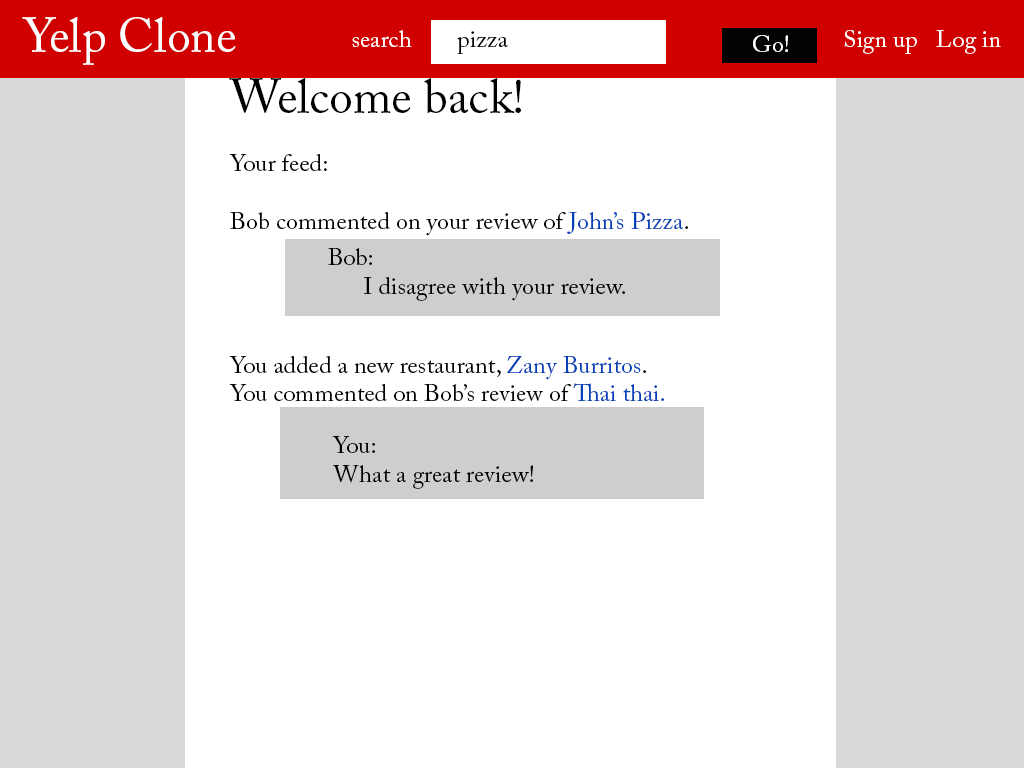 Yelp Clone search pizza Go! Sign up Log in
Welcome back!
Your feed:
Bob commented on your review of John’s Pizza.
Bob:
I disagree with your review.
You added a new restaurant, Zany Burritos.
You commented on Bob’s review of Thai thai.
You:
What a great review!